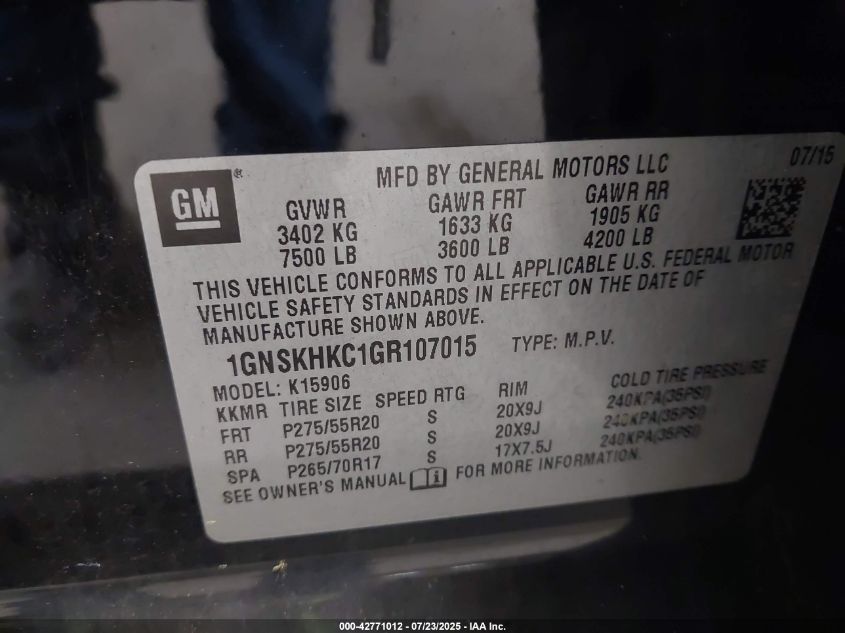 07/15
MFD BY GENERAL MOTORS LLC
GM®
GVWR GAWR FRT GAWR RR
3402 KG 1633 KG 1905 KG
7500 LB 3600 LB 4200 LB
THIS VEHICLE CONFORMS TO ALL APPLICABLE U.S. FEDERAL MOTOR
VEHICLE SAFETY STANDARDS IN EFFECT ON THE DATE OF
MANUFACTURE SHOWN ABOVE.
1GNSKHKC1GR107015 TYPE: M.P.V.
MODEL: K15906
KKMR TIRE SIZE SPEED RTG RIM COLD TIRE PRESSURE
FRT P275/55R20 S 20X9J 240KPA(35PSI)
RR P275/55R20 S 20X9J 240KPA(35PSI)
SPA P265/70R17 S 17X7.5J 240KPA(35PSI)
SEE OWNER'S MANUAL FOR MORE INFORMATION.
000-42771012 - 07/23/2025 - IAA Inc.